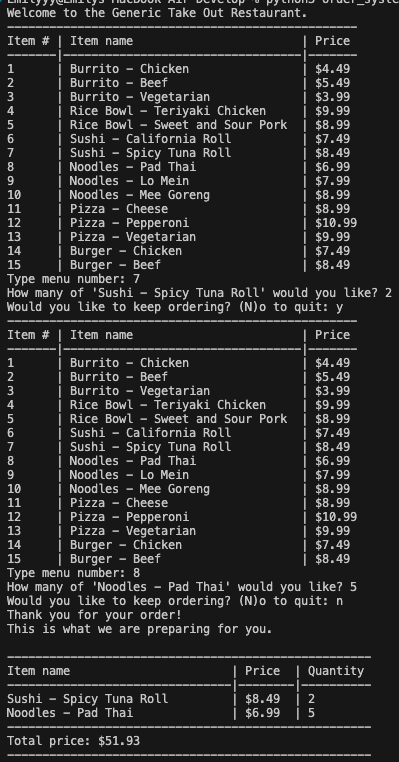 Welcome to the Generic Take Out Restaurant.
--------------------------------------------------
Item # | Item name                        | Price
-------|----------------------------------|-------
1      | Burrito - Chicken                | $4.49
2      | Burrito - Beef                   | $5.49
3      | Burrito - Vegetarian             | $3.99
4      | Rice Bowl - Teriyaki Chicken     | $9.99
5      | Rice Bowl - Sweet and Sour Pork  | $8.99
6      | Sushi - California Roll          | $7.49
7      | Sushi - Spicy Tuna Roll          | $8.49
8      | Noodles - Pad Thai               | $6.99
9      | Noodles - Lo Mein                | $7.99
10     | Noodles - Mee Goreng             | $8.99
11     | Pizza - Cheese                   | $8.99
12     | Pizza - Pepperoni                | $10.99
13     | Pizza - Vegetarian               | $9.99
14     | Burger - Chicken                 | $7.49
15     | Burger - Beef                    | $8.49
Type menu number: 7
How many of 'Sushi - Spicy Tuna Roll' would you like? 2
Would you like to keep ordering? (N)o to quit: y
--------------------------------------------------
Item # | Item name                        | Price
-------|----------------------------------|-------
1      | Burrito - Chicken                | $4.49
2      | Burrito - Beef                   | $5.49
3      | Burrito - Vegetarian             | $3.99
4      | Rice Bowl - Teriyaki Chicken     | $9.99
5      | Rice Bowl - Sweet and Sour Pork  | $8.99
6      | Sushi - California Roll          | $7.49
7      | Sushi - Spicy Tuna Roll          | $8.49
8      | Noodles - Pad Thai               | $6.99
9      | Noodles - Lo Mein                | $7.99
10     | Noodles - Mee Goreng             | $8.99
11     | Pizza - Cheese                   | $8.99
12     | Pizza - Pepperoni                | $10.99
13     | Pizza - Vegetarian               | $9.99
14     | Burger - Chicken                 | $7.49
15     | Burger - Beef                    | $8.49
Type menu number: 8
How many of 'Noodles - Pad Thai' would you like? 5
Would you like to keep ordering? (N)o to quit: n
Thank you for your order!
This is what we are preparing for you.
----------------------------------------------------
Item name                       | Price  | Quantity
--------------------------------|--------|----------
Sushi - Spicy Tuna Roll         | $8.49  | 2
Noodles - Pad Thai              | $6.99  | 5
----------------------------------------------------
Total price: $51.93
----------------------------------------------------